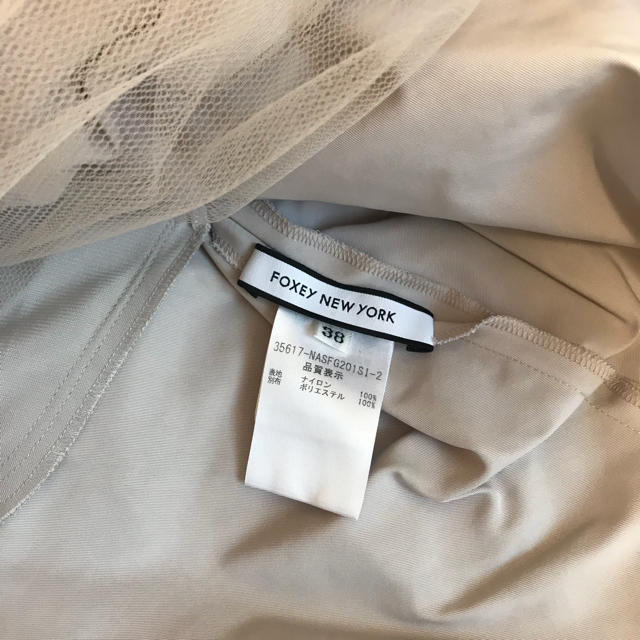 FOXEY NEW YORK
38
35617-NASFG201S1-2
品質表示
表地 ナイロン 100%
別布 ポリエステル 100%